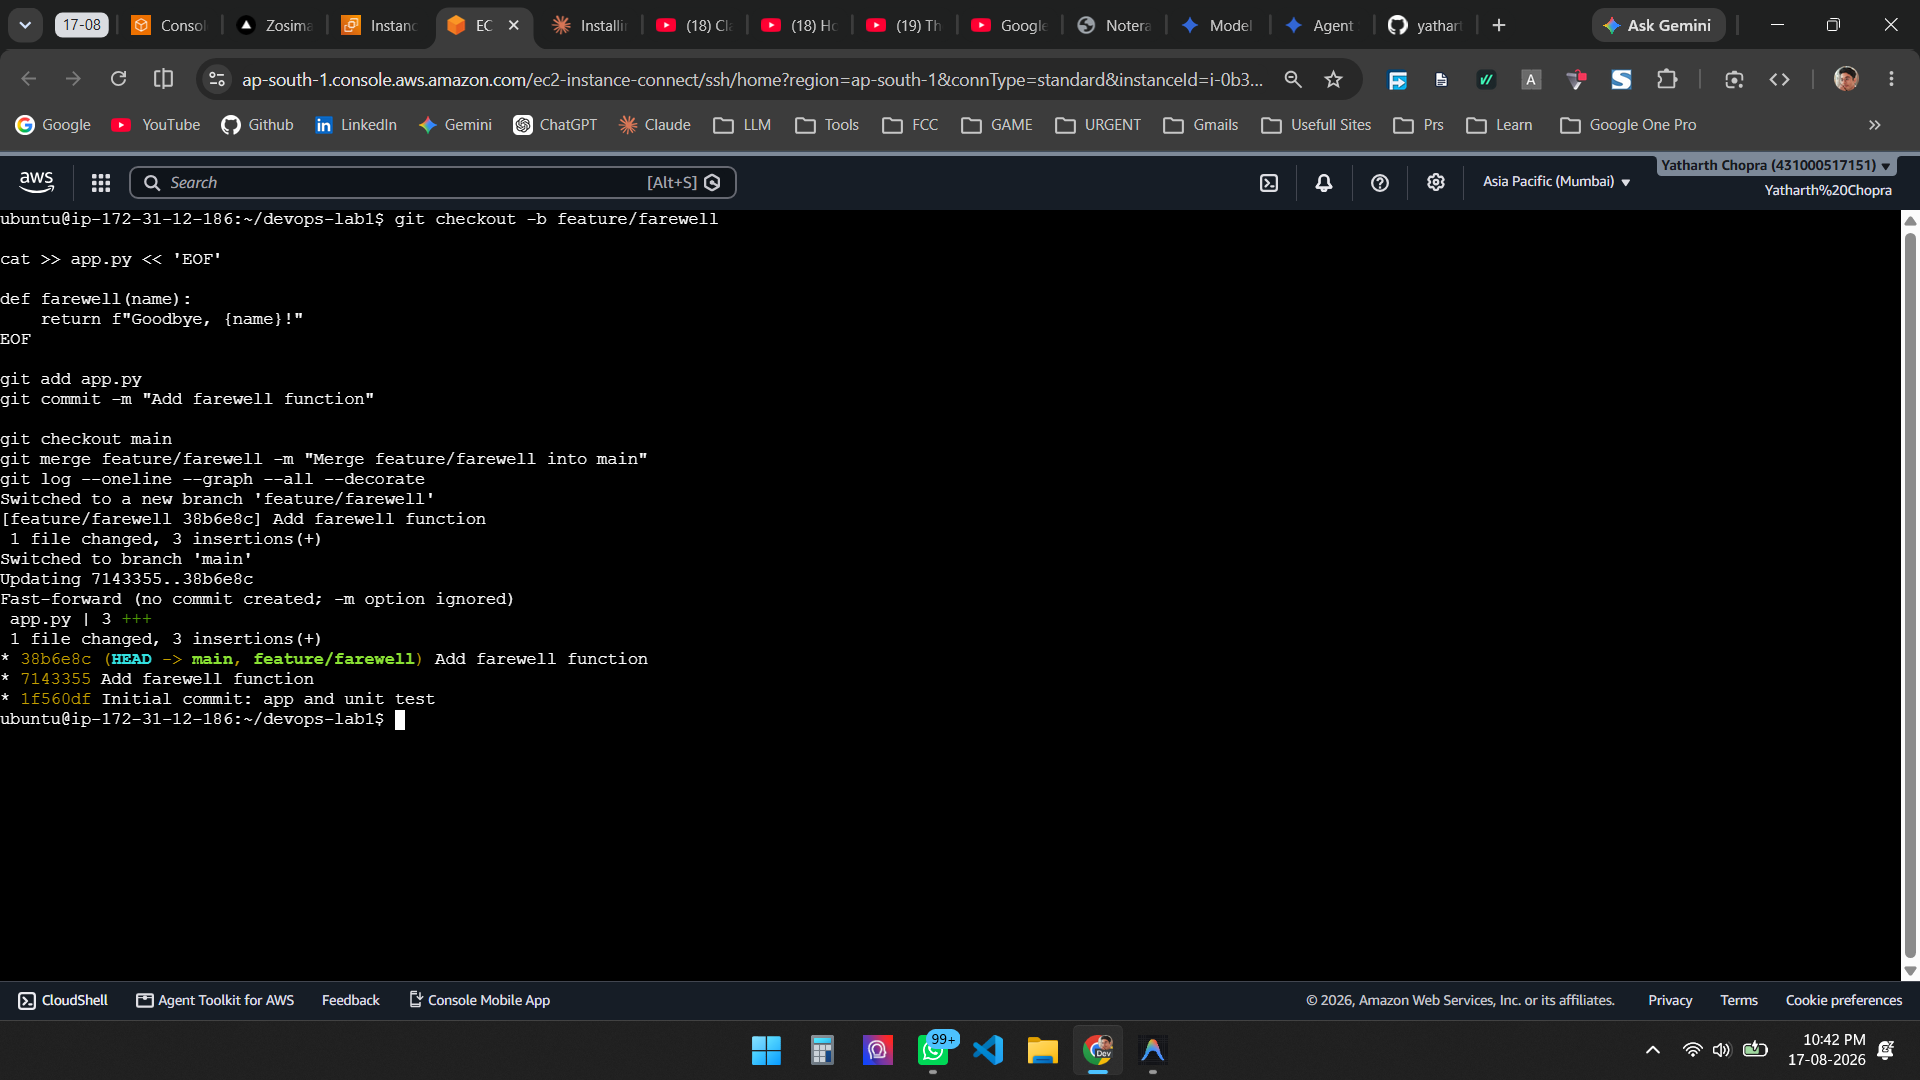 17-08
Consol
Zosima
Instanc
EC
Installin
(18) Cla
(18) Ho
(19) Th
Google
Notera
Model
Agent
yathart
Ask Gemini
ap-south-1.console.aws.amazon.com/ec2-instance-connect/ssh/home?region=ap-south-1&connType=standard&instanceId=i-0b3...
Google
YouTube
Github
LinkedIn
Gemini
ChatGPT
Claude
LLM
Tools
FCC
GAME
URGENT
Gmails
Usefull Sites
Prs
Learn
Google One Pro
aws
Search
[Alt+S]
Asia Pacific (Mumbai)
Yatharth Chopra (431000517151)
Yatharth%20Chopra
ubuntu@ip-172-31-12-186:~/devops-lab1$ git checkout -b feature/farewell
cat >> app.py << 'EOF'
def farewell(name):
    return f"Goodbye, {name}!"
EOF
git add app.py
git commit -m "Add farewell function"
git checkout main
git merge feature/farewell -m "Merge feature/farewell into main"
git log --oneline --graph --all --decorate
Switched to a new branch 'feature/farewell'
[feature/farewell 38b6e8c] Add farewell function
 1 file changed, 3 insertions(+)
Switched to branch 'main'
Updating 7143355..38b6e8c
Fast-forward (no commit created; -m option ignored)
 app.py | 3 +++
 1 file changed, 3 insertions(+)
* 38b6e8c (HEAD -> main, feature/farewell) Add farewell function
* 7143355 Add farewell function
* 1f560df Initial commit: app and unit test
ubuntu@ip-172-31-12-186:~/devops-lab1$
CloudShell
Agent Toolkit for AWS
Feedback
Console Mobile App
© 2026, Amazon Web Services, Inc. or its affiliates.
Privacy
Terms
Cookie preferences
99+
Dev
10:42 PM
17-08-2026